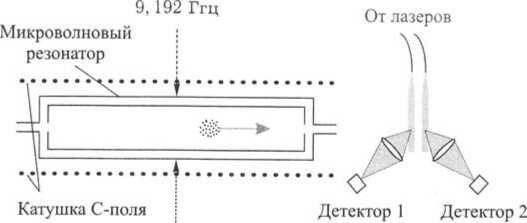 9, 192 Ггц
Микроволновый
резонатор
От лазеров
Катушка С-поля
Детектор 1
Детектор 2